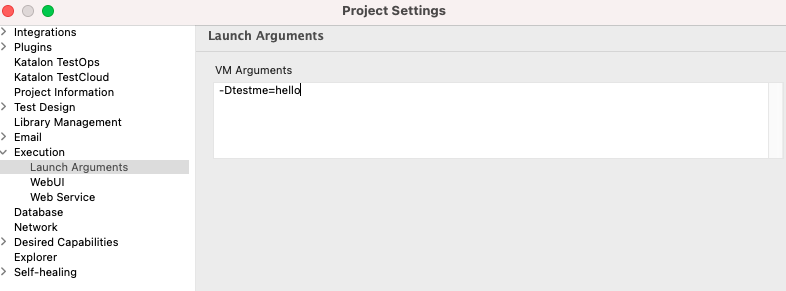 Project Settings
Integrations
Plugins
Katalon TestOps
Katalon TestCloud
Project Information
Test Design
Library Management
Email
Execution
Launch Arguments
WebUI
Web Service
Database
Network
Desired Capabilities
Explorer
Self-healing
Launch Arguments
VM Arguments
-Dtestme=hello